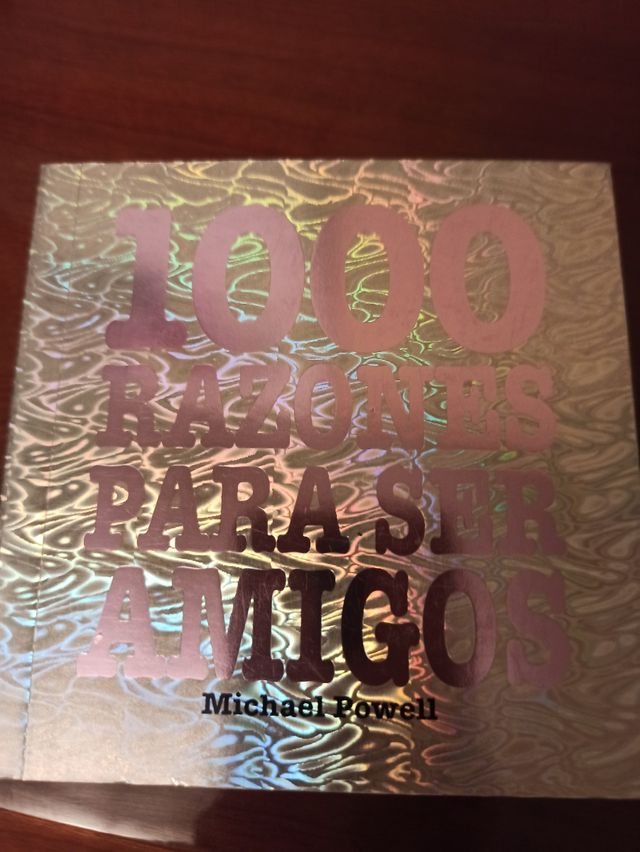 1000
RAZONES
PARA SER
AMIGOS
Michael Powell